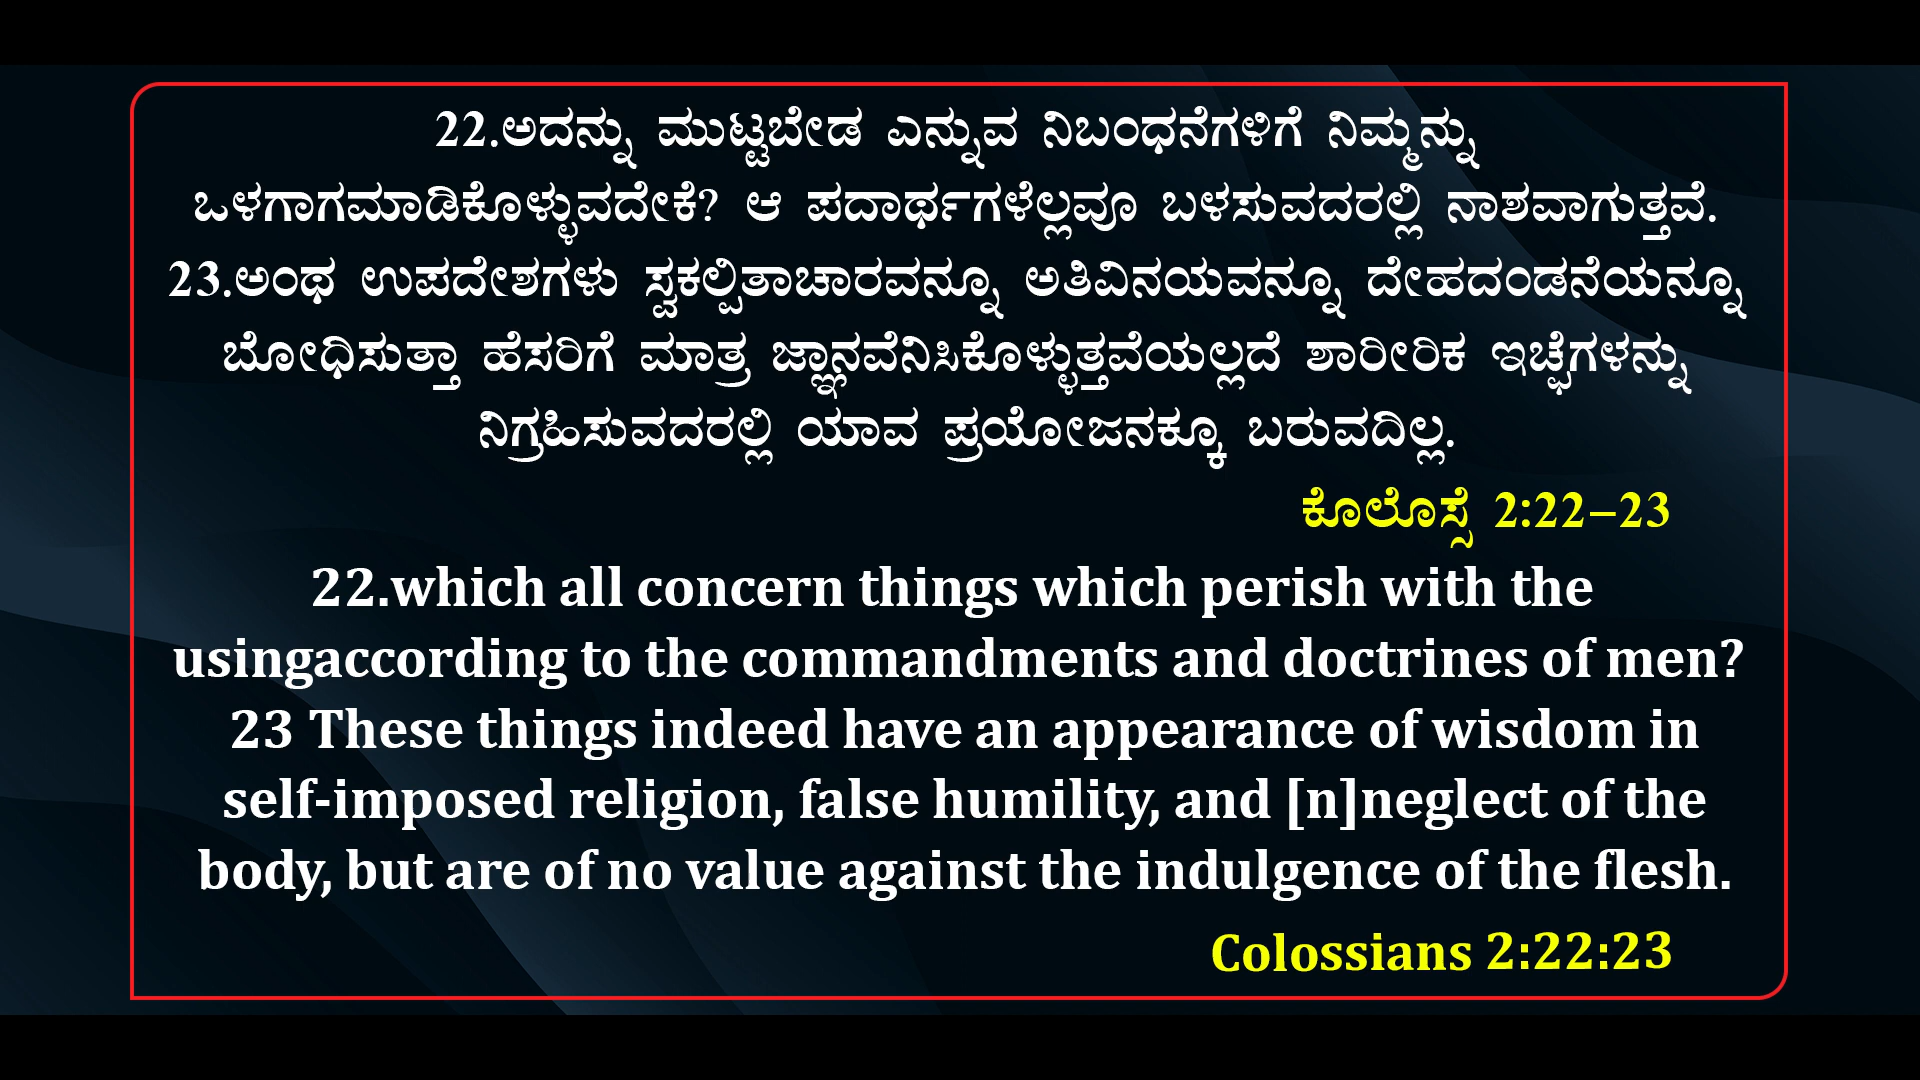 22.ಅದನ್ನು ಮುಟ್ಟಬೇಡ ಎನ್ನುವ ನಿಬಂಧನೆಗಳಿಗೆ ನಿಮ್ಮನ್ನು
ಒಳಗಾಗಮಾಡಿಕೊಳ್ಳುವದೇಕೆ? ಆ ಪದಾರ್ಥಗಳೆಲ್ಲವೂ ಬಳಸುವದರಲ್ಲಿ ನಾಶವಾಗುತ್ತವೆ.
23.ಅಂಥ ಉಪದೇಶಗಳು ಸ್ವಕಲ್ಪಿತಾಚಾರವನ್ನೂ ಅತಿವಿನಯವನ್ನೂ ದೇಹದಂಡನೆಯನ್ನೂ
ಬೋಧಿಸುತ್ತಾ ಹೆಸರಿಗೆ ಮಾತ್ರ ಜ್ಞಾನವೆನಿಸಿಕೊಳ್ಳುತ್ತವೆಯಲ್ಲದೆ ಶಾರೀರಿಕ ಇಚ್ಛೆಗಳನ್ನು
ನಿಗ್ರಹಿಸುವದರಲ್ಲಿ ಯಾವ ಪ್ರಯೋಜನಕ್ಕೂ ಬರುವದಿಲ್ಲ.
ಕೊಲೊಸ್ಸೆ 2:22–23
22.which all concern things which perish with the
usingaccording to the commandments and doctrines of men?
23 These things indeed have an appearance of wisdom in
self-imposed religion, false humility, and [n]neglect of the
body, but are of no value against the indulgence of the flesh.
Colossians 2:22:23